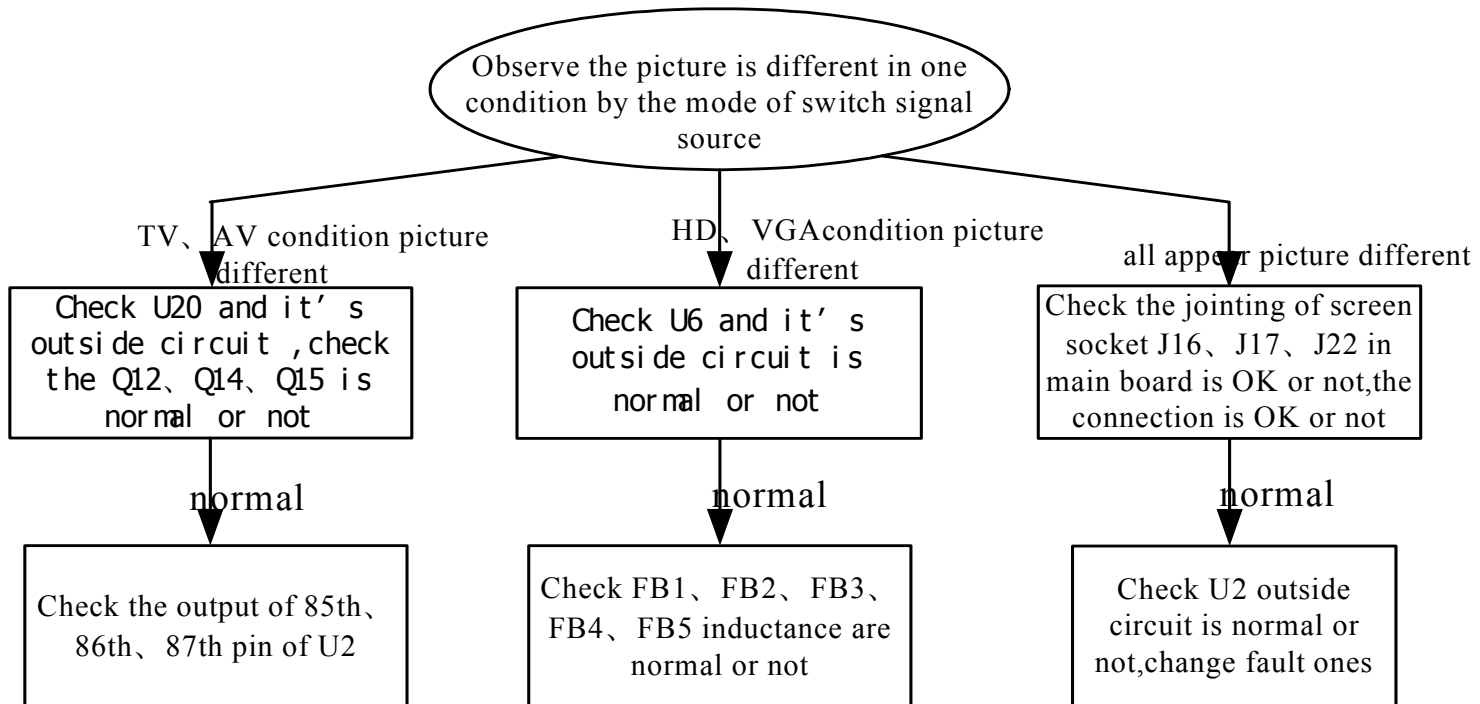 Observe the picture is different in one
condition by the mode of switch signal
source
TV、AV condition picture
different
HD、VGAcondition picture
different
all appear picture different
Check U20 and it's
outside circuit ,check
the Q12、Q14、Q15 is
normal or not
Check U6 and it's
outside circuit is
normal or not
Check the jointing of screen
socket J16、J17、J22 in
main board is OK or not,the
connection is OK or not
normal
normal
normal
Check the output of 85th、
86th、87th pin of U2
Check FB1、FB2、FB3、
FB4、FB5 inductance are
normal or not
Check U2 outside
circuit is normal or
not,change fault ones